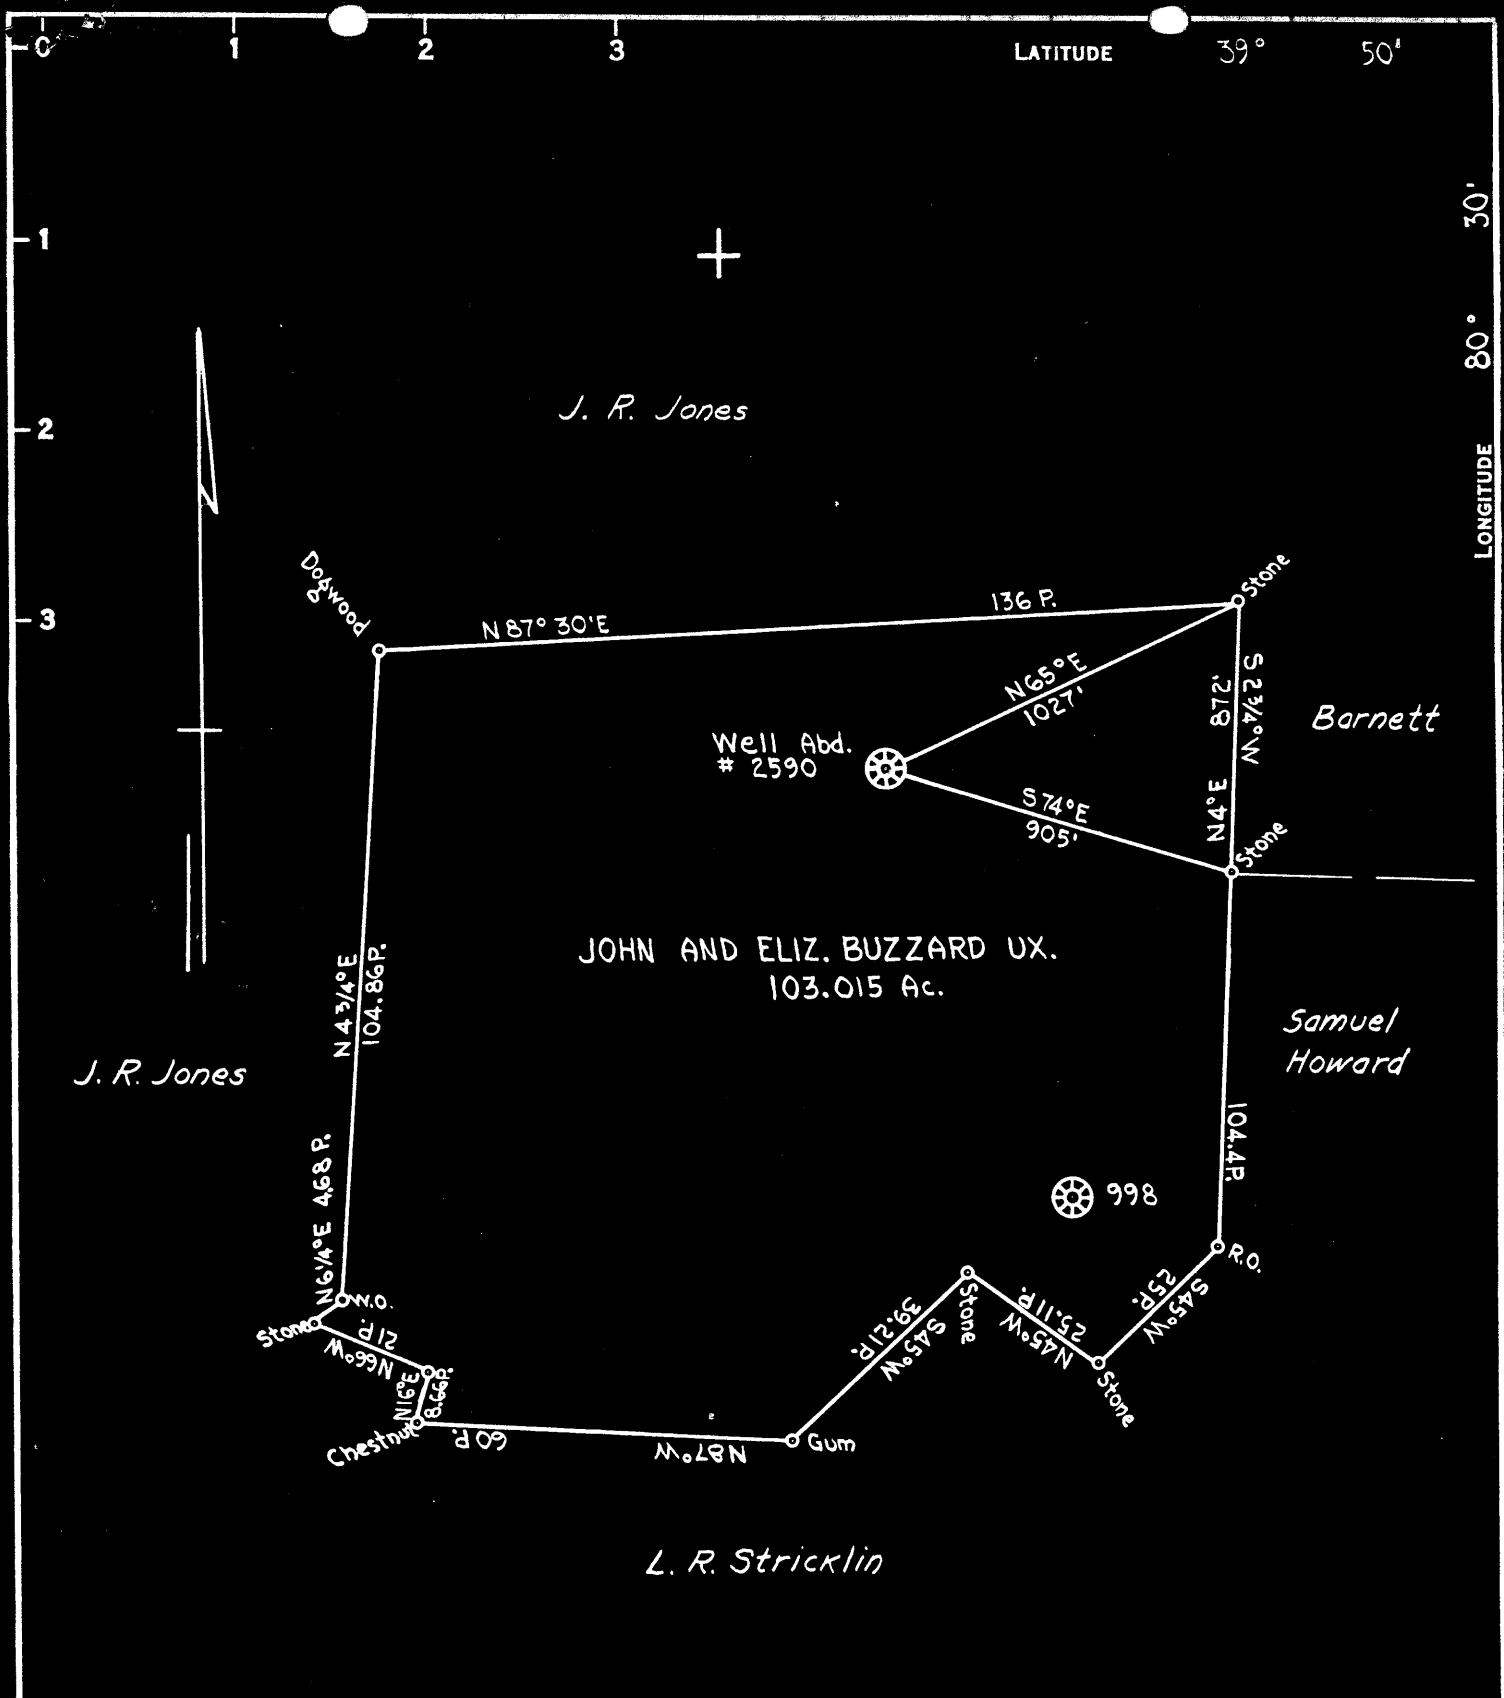 0 1 2 3 LATITUDE 39° 50'
30'
80°
LONGITUDE
1
2
3
J. R. Jones
Dogwood
Stone
N 87° 30'E 136 P.
N65°E
1027'
872'
S 2 3/4°W
N4°E
Barnett
Well Abd.
# 2590
S74°E
905'
Stone
JOHN AND ELIZ. BUZZARD UX.
103.015 Ac.
N 4 3/4°E
104.86P.
J. R. Jones
Samuel
Howard
104.4P.
998
N6 1/4°E 4.68 P.
W.O.
Stone
21P.
N66°W
N16°E
8.66P.
Chestnut
60P.
N87°W
Gum
39.21P.
S45°W
Stone
25.11P.
N45°W
Stone
25P.
S45°W
R.O.
L. R. Stricklin